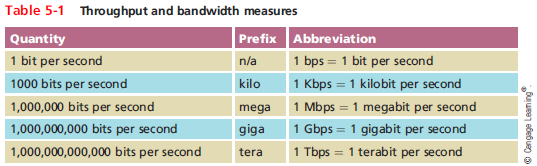 Table 5-1 Throughput and bandwidth measures
Quantity Prefix Abbreviation
1 bit per second n/a 1 bps = 1 bit per second
1000 bits per second kilo 1 Kbps = 1 kilobit per second
1,000,000 bits per second mega 1 Mbps = 1 megabit per second
1,000,000,000 bits per second giga 1 Gbps = 1 gigabit per second
1,000,000,000,000 bits per second tera 1 Tbps = 1 terabit per second
© Cengage Learning®.